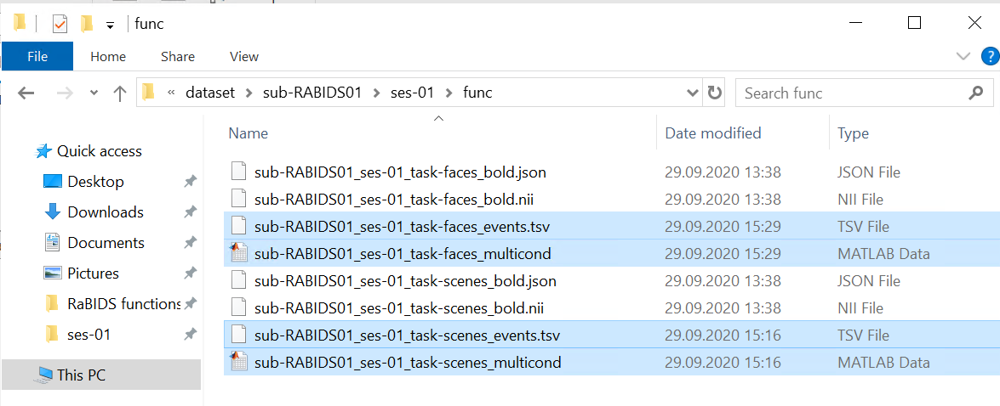 func
File Home Share View ?
« dataset > sub-RABIDS01 > ses-01 > func Search func
Name Date modified Type
Quick access
Desktop
Downloads
Documents
Pictures
RaBIDS functions
ses-01
This PC
sub-RABIDS01_ses-01_task-faces_bold.json 29.09.2020 13:38 JSON File
sub-RABIDS01_ses-01_task-faces_bold.nii 29.09.2020 13:38 NII File
sub-RABIDS01_ses-01_task-faces_events.tsv 29.09.2020 15:29 TSV File
sub-RABIDS01_ses-01_task-faces_multicond 29.09.2020 15:29 MATLAB Data
sub-RABIDS01_ses-01_task-scenes_bold.json 29.09.2020 13:38 JSON File
sub-RABIDS01_ses-01_task-scenes_bold.nii 29.09.2020 13:38 NII File
sub-RABIDS01_ses-01_task-scenes_events.tsv 29.09.2020 15:16 TSV File
sub-RABIDS01_ses-01_task-scenes_multicond 29.09.2020 15:16 MATLAB Data